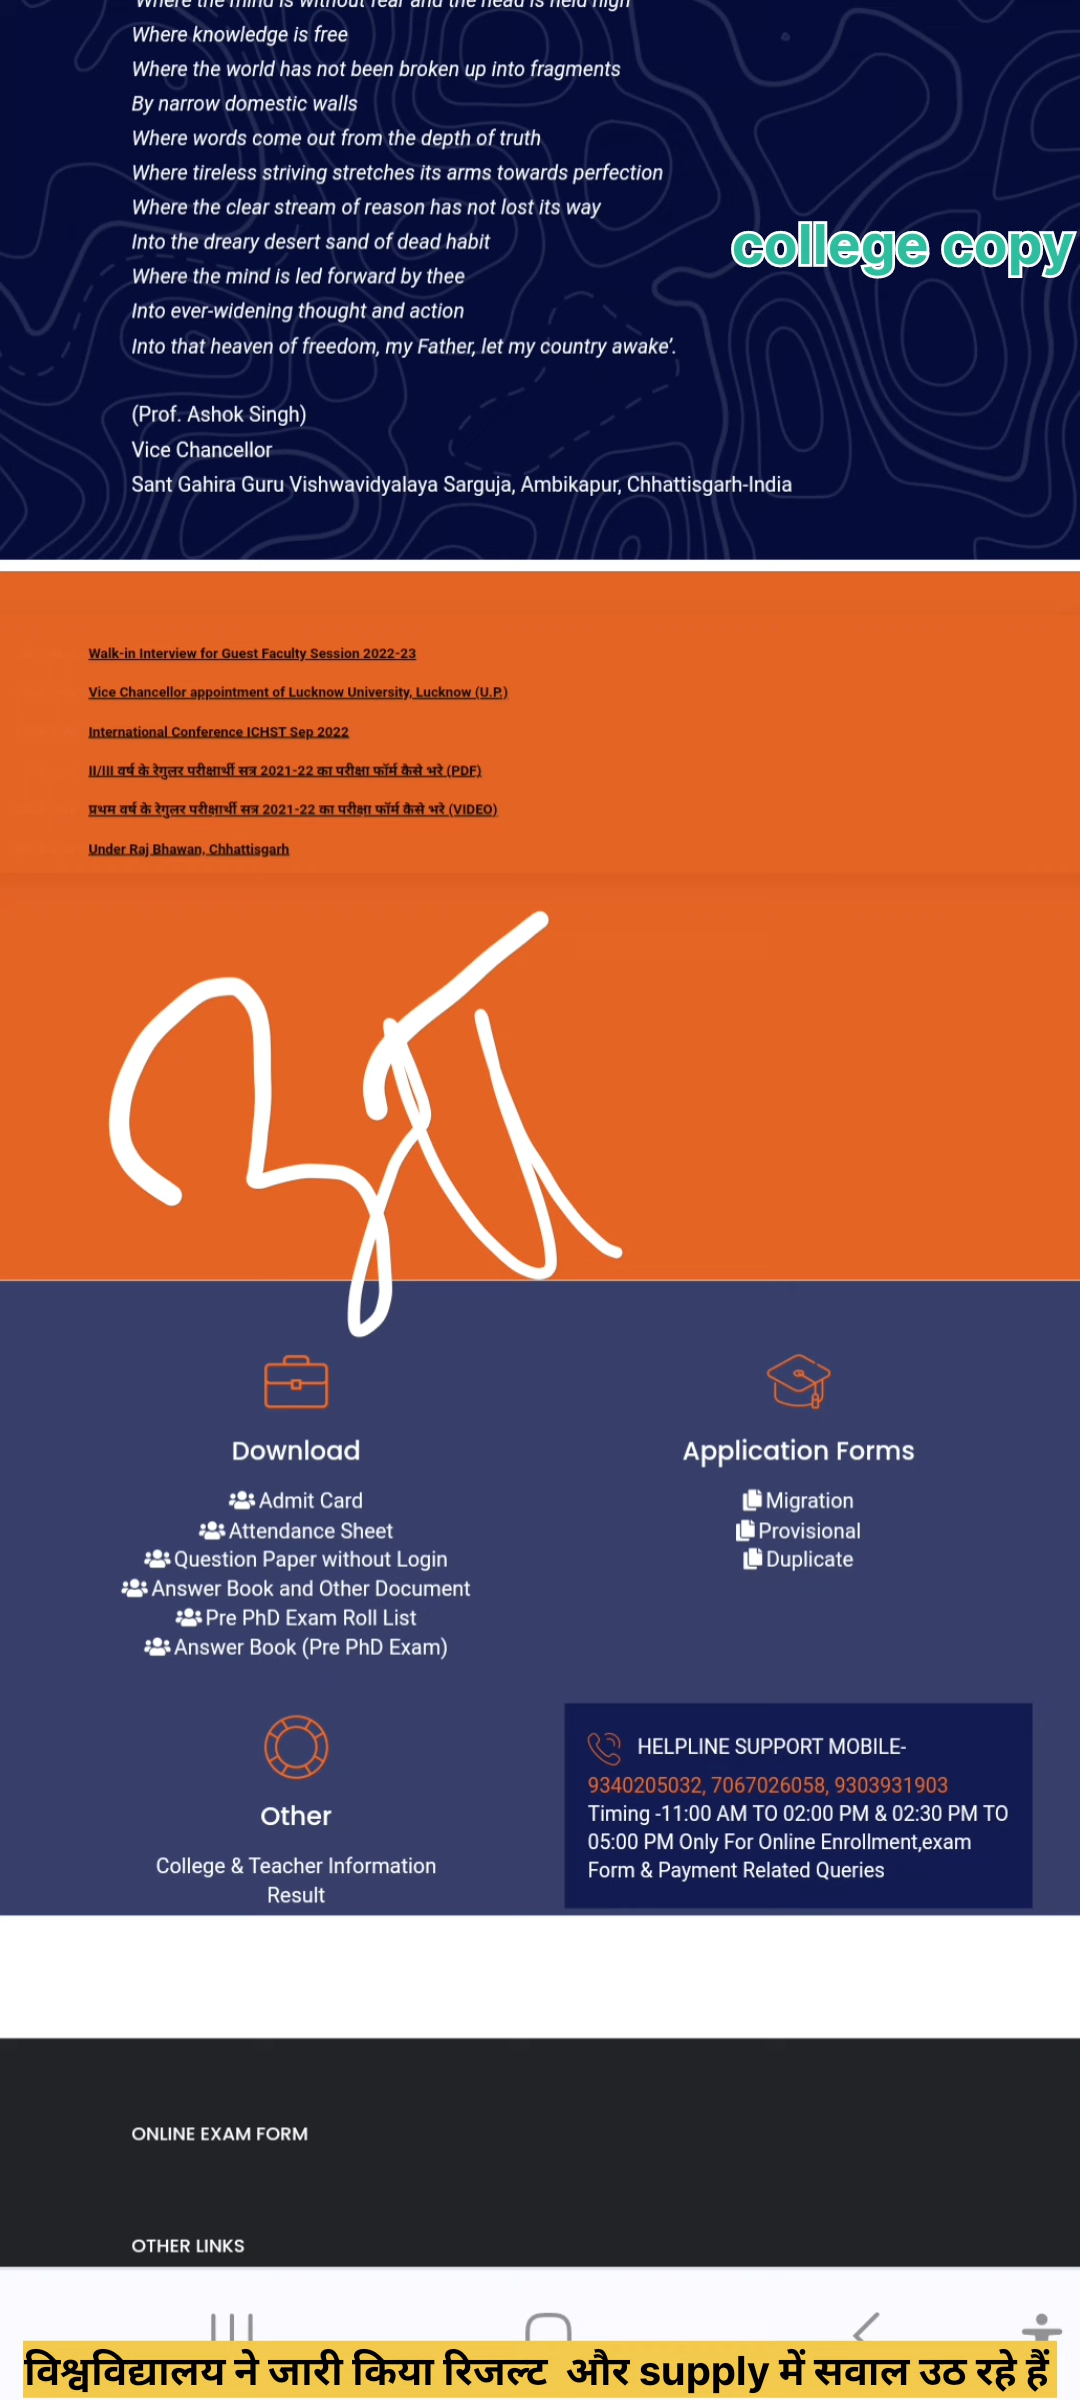 'Where the mind is without fear and the head is held high
Where knowledge is free
Where the world has not been broken up into fragments
By narrow domestic walls
Where words come out from the depth of truth
Where tireless striving stretches its arms towards perfection
Where the clear stream of reason has not lost its way
Into the dreary desert sand of dead habit
Where the mind is led forward by thee
Into ever-widening thought and action
Into that heaven of freedom, my Father, let my country awake’.
college copy
(Prof. Ashok Singh)
Vice Chancellor
Sant Gahira Guru Vishwavidyalaya Sarguja, Ambikapur, Chhattisgarh-India
Walk-in Interview for Guest Faculty Session 2022-23
Vice Chancellor appointment of Lucknow University, Lucknow (U.P.)
International Conference ICHST Sep 2022
II/III वर्ष के रेगुलर परीक्षार्थी सत्र 2021-22 का परीक्षा फॉर्म कैसे भरे (PDF)
प्रथम वर्ष के रेगुलर परीक्षार्थी सत्र 2021-22 का परीक्षा फॉर्म कैसे भरे (VIDEO)
Under Raj Bhawan, Chhattisgarh
Download
Admit Card
Attendance Sheet
Question Paper without Login
Answer Book and Other Document
Pre PhD Exam Roll List
Answer Book (Pre PhD Exam)
Application Forms
Migration
Provisional
Duplicate
Other
College & Teacher Information
Result
HELPLINE SUPPORT MOBILE-
9340205032, 7067026058, 9303931903
Timing -11:00 AM TO 02:00 PM & 02:30 PM TO
05:00 PM Only For Online Enrollment,exam
Form & Payment Related Queries
ONLINE EXAM FORM
OTHER LINKS
विश्वविद्यालय ने जारी किया रिजल्ट और supply में सवाल उठ रहे हैं